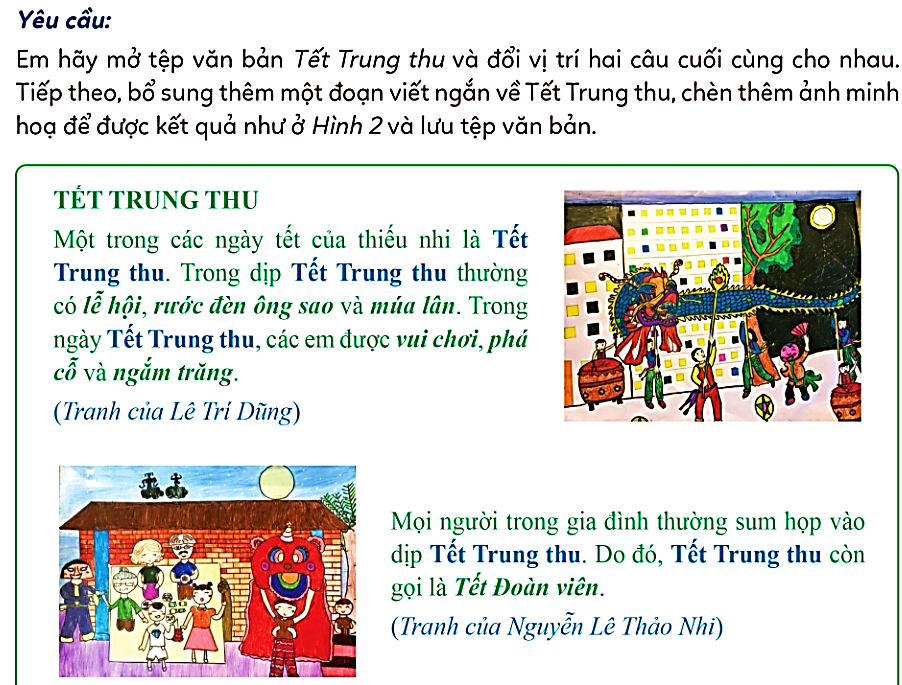 Yêu cầu:
Em hãy mở tệp văn bản Tết Trung thu và đổi vị trí hai câu cuối cùng cho nhau.
Tiếp theo, bổ sung thêm một đoạn viết ngắn về Tết Trung thu, chèn thêm ảnh minh
hoạ để được kết quả như ở Hình 2 và lưu tệp văn bản.
TẾT TRUNG THU
Một trong các ngày tết của thiếu nhi là Tết
Trung thu. Trong dịp Tết Trung thu thường
có lễ hội, rước đèn ông sao và múa lân. Trong
ngày Tết Trung thu, các em được vui chơi, phá
cỗ và ngắm trăng.
(Tranh của Lê Trí Dũng)
Mọi người trong gia đình thường sum họp vào
dịp Tết Trung thu. Do đó, Tết Trung thu còn
gọi là Tết Đoàn viên.
(Tranh của Nguyễn Lê Thảo Nhi)